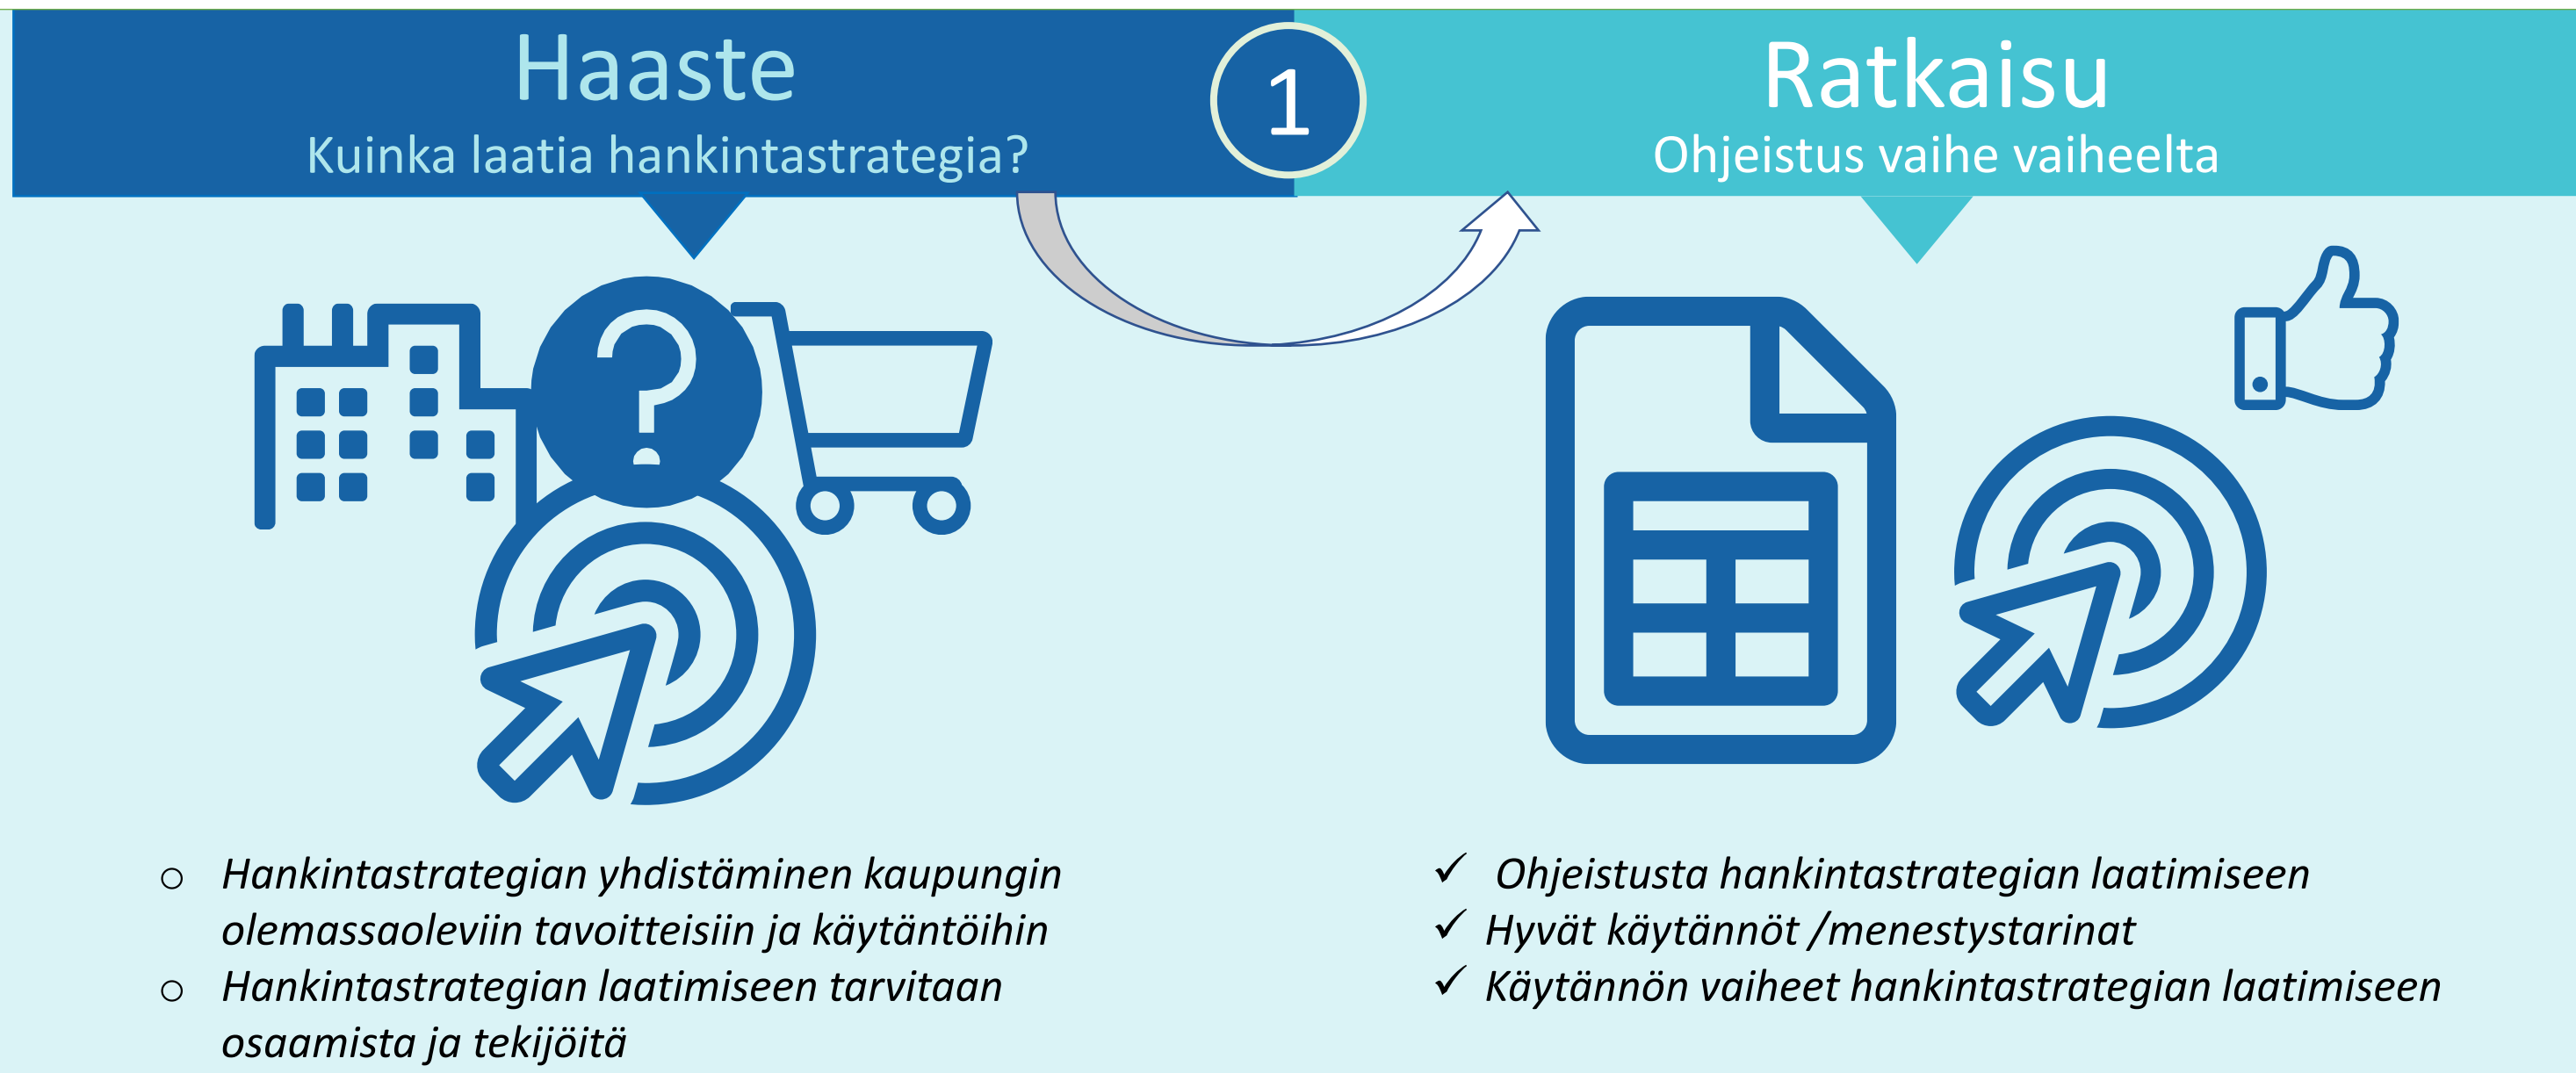 Haaste
Kuinka laatia hankintastrategia?
1
Ratkaisu
Ohjeistus vaihe vaiheelta
?
o Hankintastrategian yhdistäminen kaupungin
olemassaoleviin tavoitteisiin ja käytäntöihin
o Hankintastrategian laatimiseen tarvitaan
osaamista ja tekijöitä
✓ Ohjeistusta hankintastrategian laatimiseen
✓ Hyvät käytännöt /menestystarinat
✓ Käytännön vaiheet hankintastrategian laatimiseen